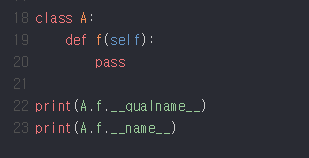 18 class A:
19     def f(self):
20         pass
21
22 print(A.f.__qualname__)
23 print(A.f.__name__)